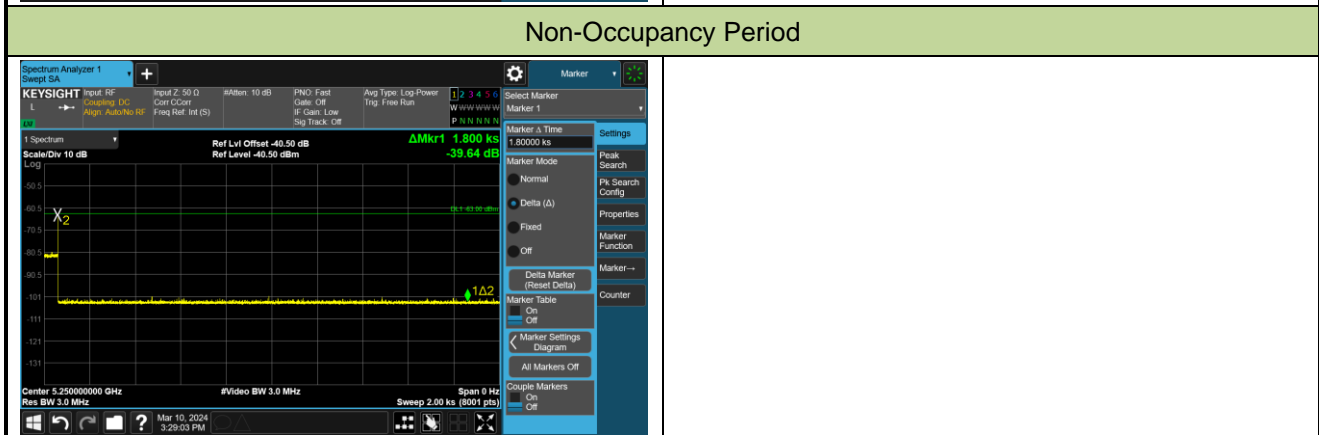 Non-Occupancy Period
Spectrum Analyzer 1
Swept SA
Marker
KEYSIGHT
L
Input: RF
Coupling: DC
Align: Auto/No RF
Input Z: 50 Ω
Corr CCorr
Freq Ref: Int (S)
#Atten: 10 dB
PNO: Fast
Gate: Off
IF Gain: Low
Sig Track: Off
Avg Type: Log-Power
Trig: Free Run
1 2 3 4 5 6
W W W W W W
P N N N N N
1 Spectrum
Scale/Div 10 dB
Log
Ref Lvl Offset -40.50 dB
Ref Level -40.50 dBm
ΔMkr1 1.800 ks
-39.64 dB
-50.5
-60.5
-70.5
-80.5
-90.5
-101
-111
-121
-131
X2
DL1 -63.00 dBm
1Δ2
Center 5.250000000 GHz
Res BW 3.0 MHz
#Video BW 3.0 MHz
Span 0 Hz
Sweep 2.00 ks (8001 pts)
Select Marker
Marker 1
Marker Δ Time
1.80000 ks
Marker Mode
Normal
Delta (Δ)
Fixed
Off
Delta Marker
(Reset Delta)
Marker Table
On
Off
Marker Settings
Diagram
All Markers Off
Couple Markers
On
Off
Settings
Peak
Search
Pk Search
Config
Properties
Marker
Function
Marker→
Counter
Mar 10, 2024
3:29:03 PM